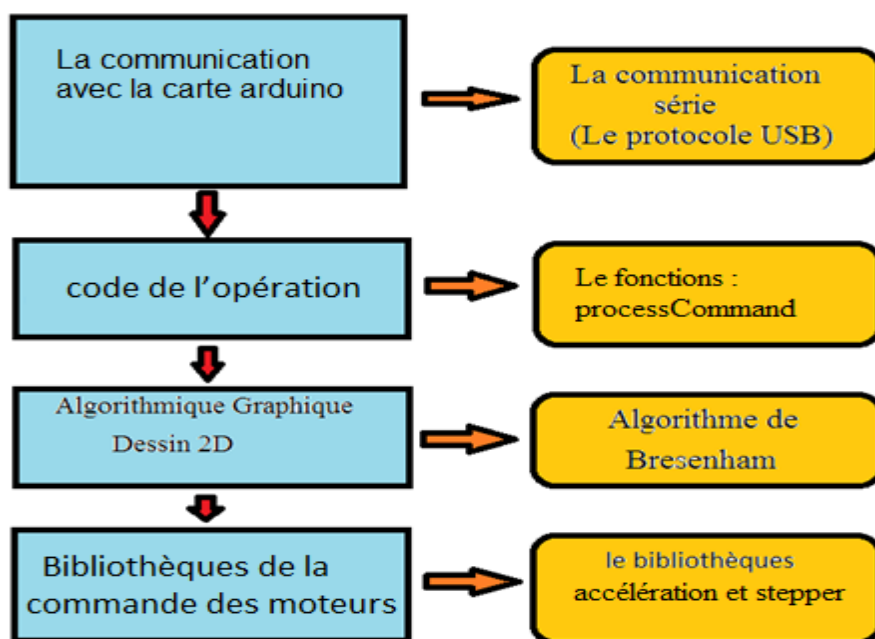 La communication
avec la carte arduino
La communication
série
(Le protocole USB)
code de l'opération
Le fonctions :
processCommand
Algorithmique Graphique
Dessin 2D
Algorithme de
Bresenham
Bibliothèques de la
commande des moteurs
le bibliothèques
accélération et stepper